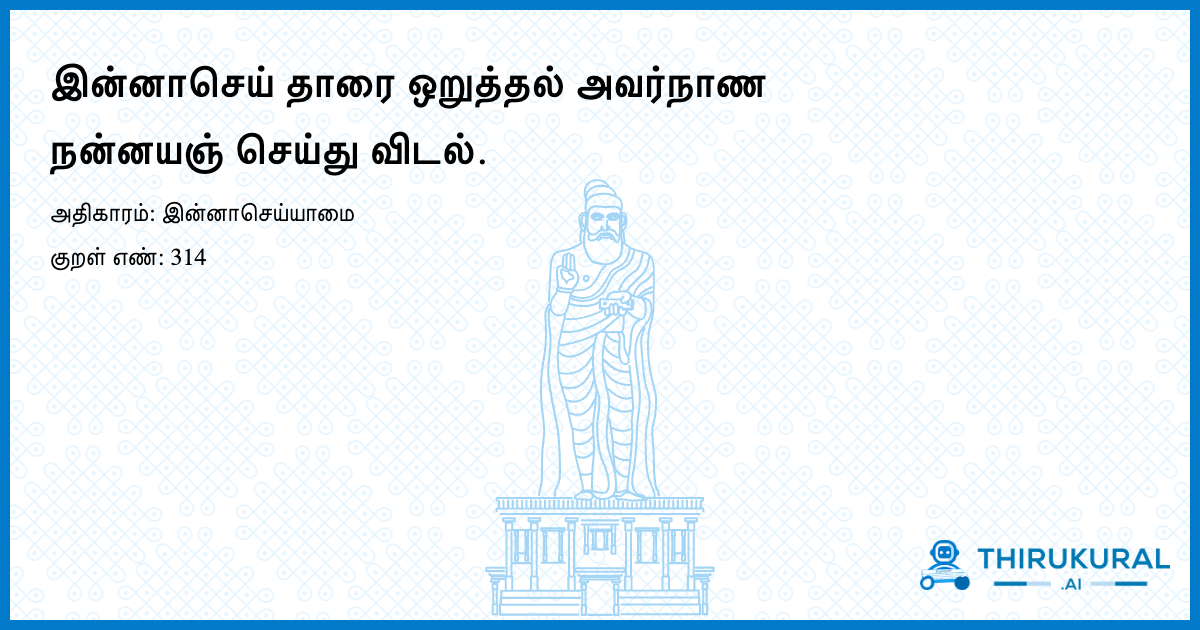 இன்னாசெய் தாரை ஒறுத்தல் அவர்நாண
நன்னயஞ் செய்து விடல்.
அதிகாரம்: இன்னாசெய்யாமை
குறள் எண்: 314
THIRUKURAL
.AI